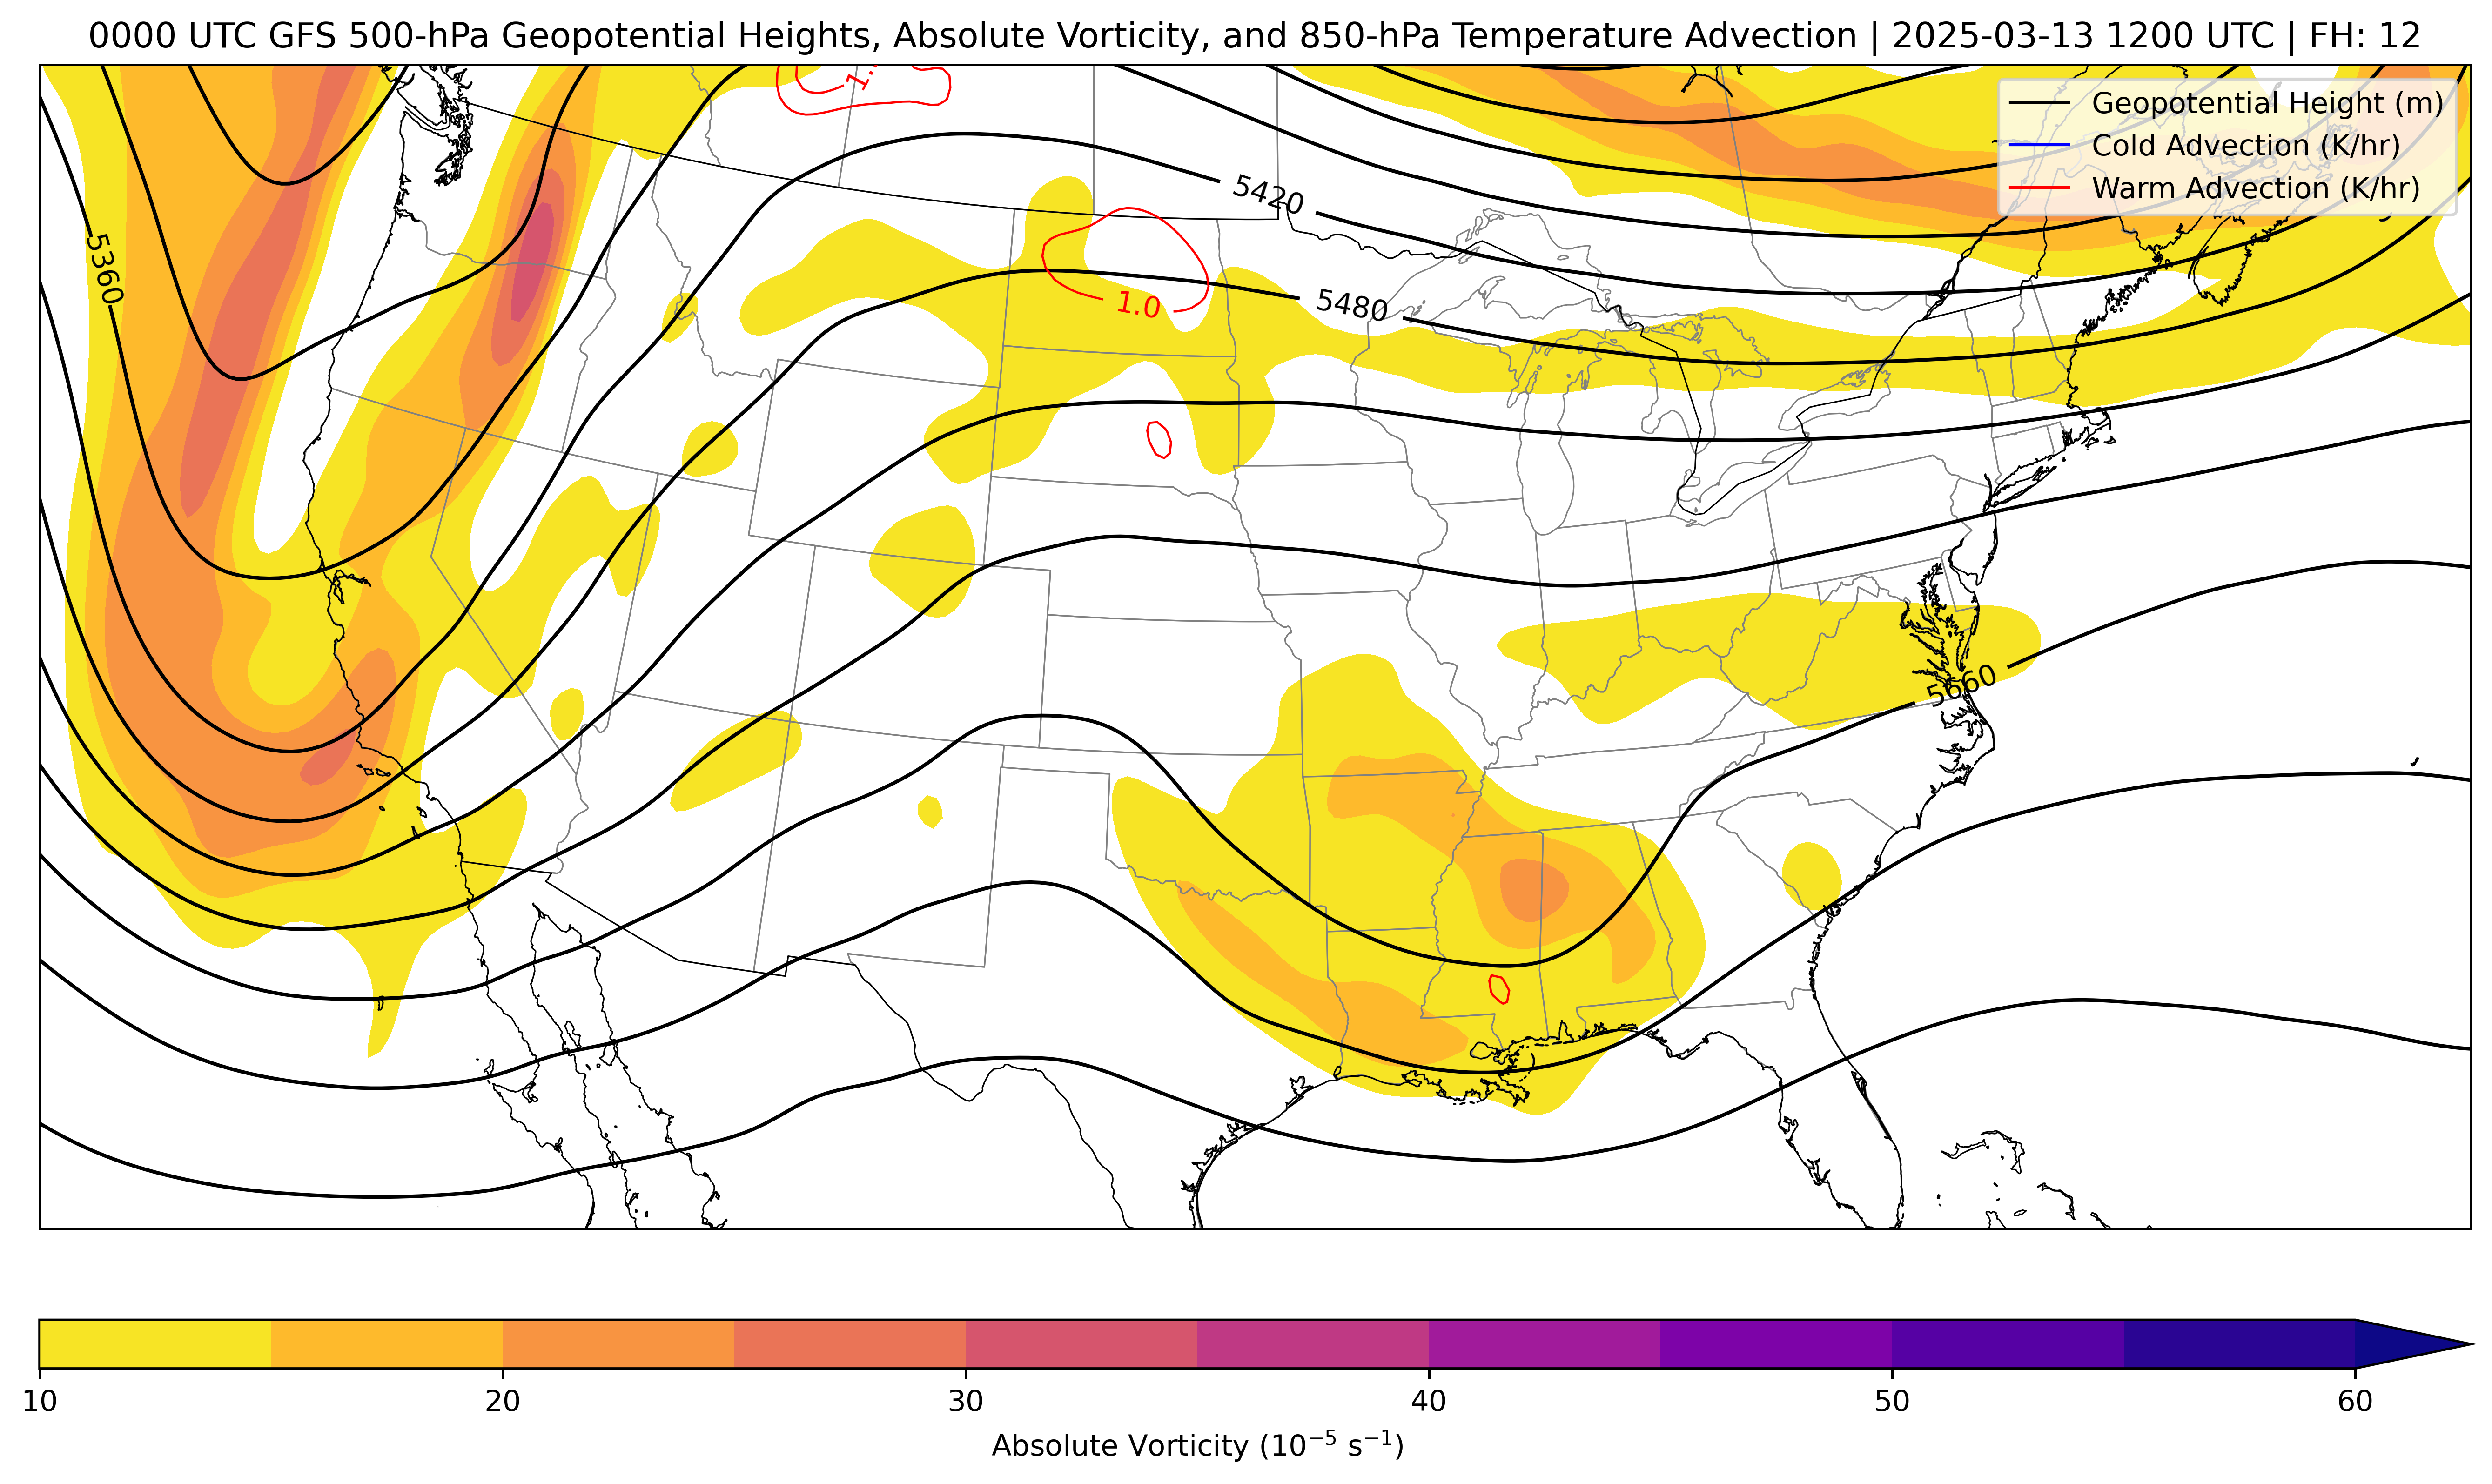 0000 UTC GFS 500-hPa Geopotential Heights, Absolute Vorticity, and 850-hPa Temperature Advection | 2025-03-13 1200 UTC | FH: 12
Geopotential Height (m)
Cold Advection (K/hr)
Warm Advection (K/hr)
5420
5360
1.0
5480
5660
10 20 30 40 50 60
Absolute Vorticity (10⁻⁵ s⁻¹)